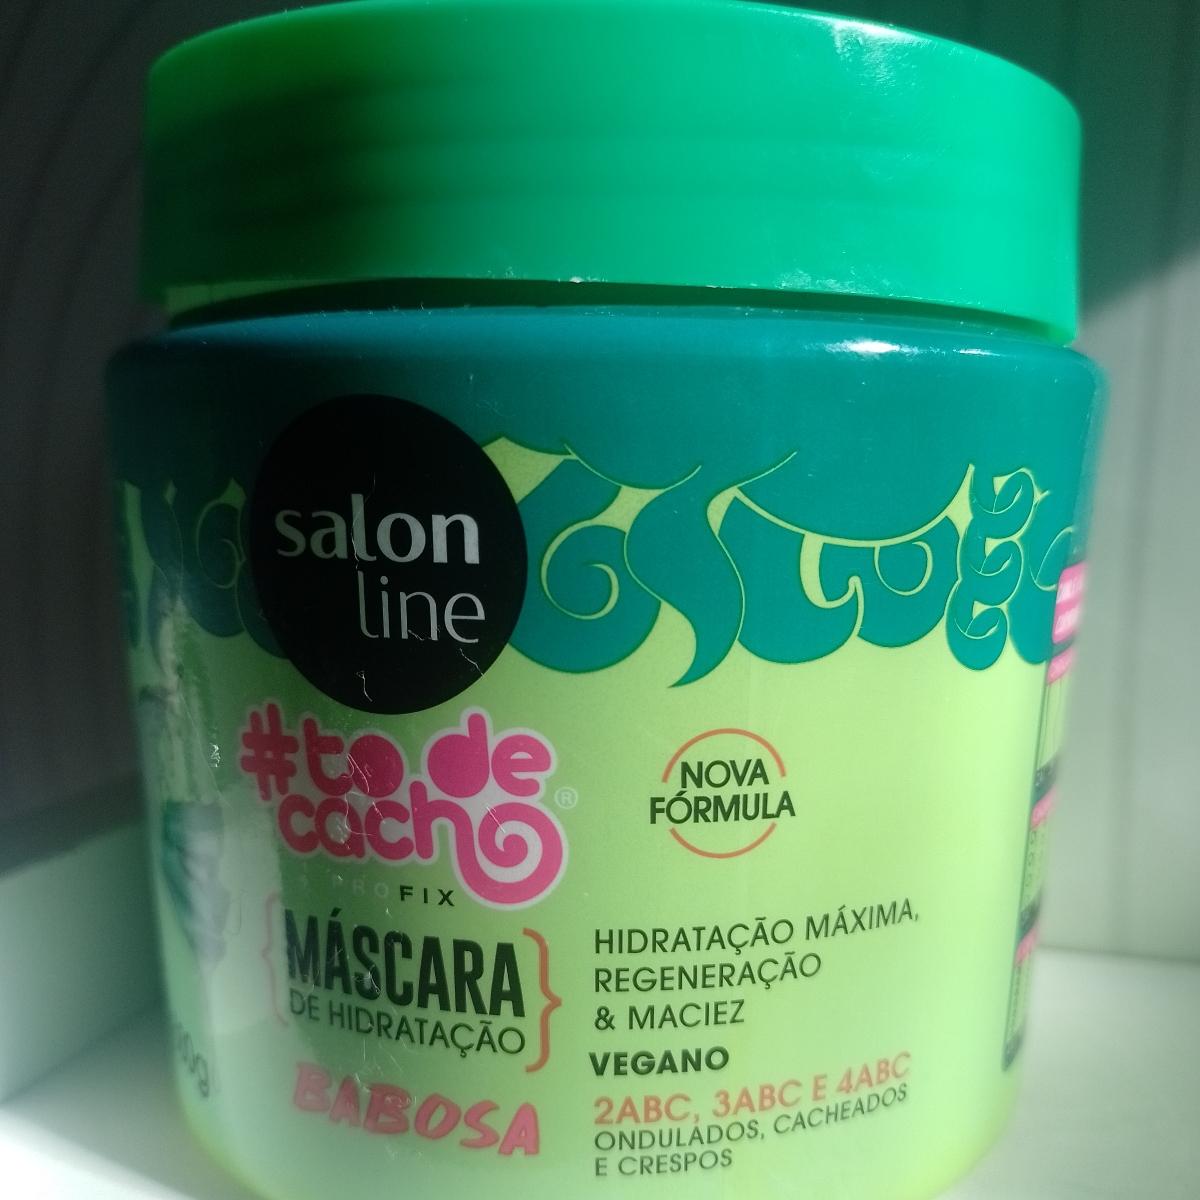 salon
line
#to de
cacho®
PROFIX
{MÁSCARA}
DE HIDRATAÇÃO
BABOSA
NOVA
FÓRMULA
HIDRATAÇÃO MÁXIMA,
REGENERAÇÃO
& MACIEZ
VEGANO
2ABC, 3ABC E 4ABC
ONDULADOS, CACHEADOS
E CRESPOS